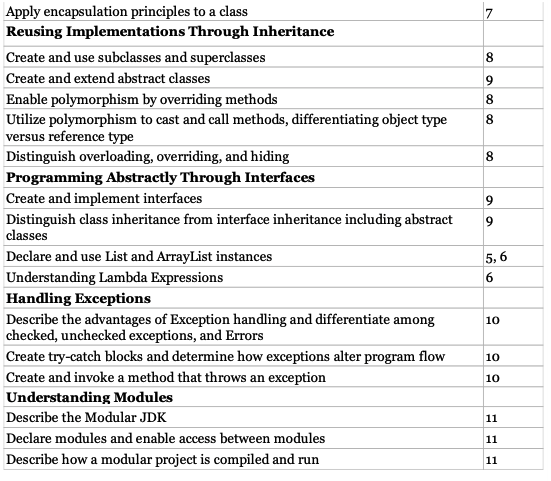 Apply encapsulation principles to a class 7
Reusing Implementations Through Inheritance
Create and use subclasses and superclasses 8
Create and extend abstract classes 9
Enable polymorphism by overriding methods 8
Utilize polymorphism to cast and call methods, differentiating object type 8
versus reference type
Distinguish overloading, overriding, and hiding 8
Programming Abstractly Through Interfaces
Create and implement interfaces 9
Distinguish class inheritance from interface inheritance including abstract 9
classes
Declare and use List and ArrayList instances 5, 6
Understanding Lambda Expressions 6
Handling Exceptions
Describe the advantages of Exception handling and differentiate among 10
checked, unchecked exceptions, and Errors
Create try-catch blocks and determine how exceptions alter program flow 10
Create and invoke a method that throws an exception 10
Understanding Modules
Describe the Modular JDK 11
Declare modules and enable access between modules 11
Describe how a modular project is compiled and run 11